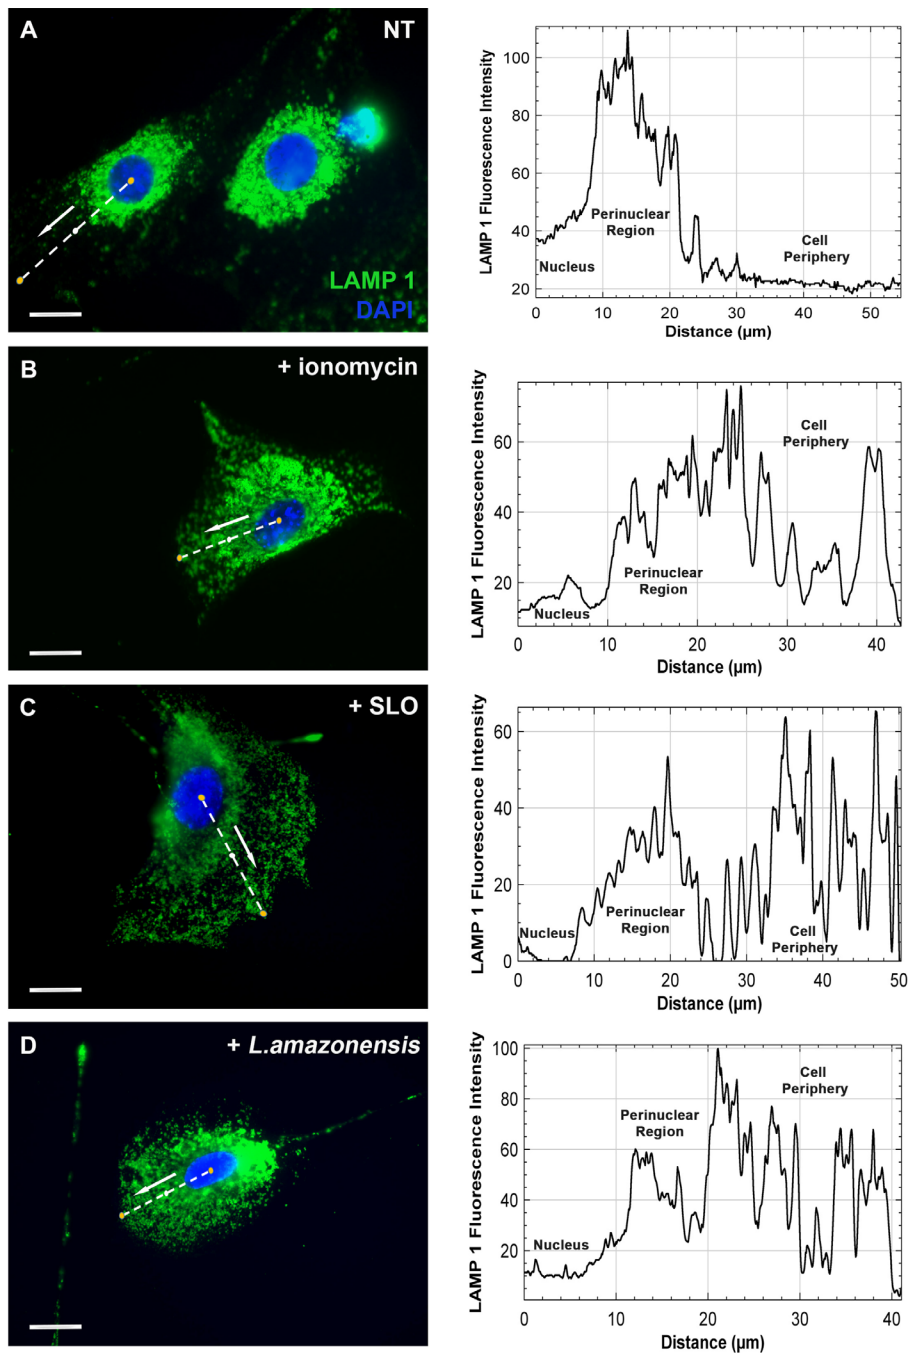 A
NT
LAMP 1
DAPI
LAMP 1 Fluorescence Intensity
100
80
60
40
20
Perinuclear
Region
Cell
Periphery
Nucleus
0 10 20 30 40 50
Distance (µm)
B
+ ionomycin
LAMP 1 Fluorescence Intensity
60
40
20
Cell
Periphery
Perinuclear
Region
Nucleus
0 10 20 30 40
Distance (µm)
C
+ SLO
LAMP 1 Fluorescence Intensity
60
40
20
0
Nucleus
Perinuclear
Region
Cell
Periphery
0 10 20 30 40 50
Distance (µm)
D
+ L.amazonensis
LAMP 1 Fluorescence Intensity
100
80
60
40
20
Cell
Periphery
Perinuclear
Region
Nucleus
0 10 20 30 40
Distance (µm)